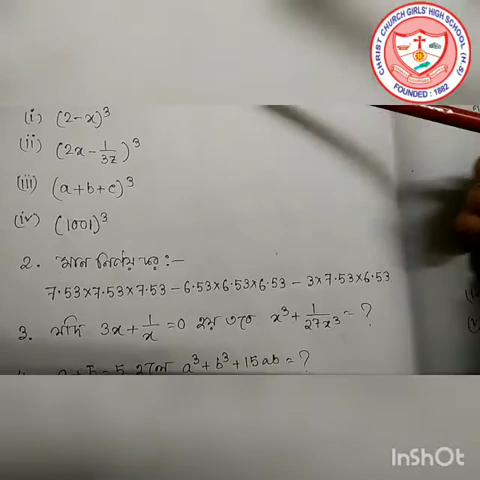 CHRIST CHURCH GIRLS' HIGH SCHOOL (H.S)
FOUNDED : 1882
(i) (2-x)³
(ii) (2x - 1/3z)³
(iii) (a+b+c)³
(iv) (1001)³
2. মান নির্ণয় কর :-
7.53×7.53×7.53 - 6.53×6.53×6.53 - 3×7.53×6.53
3. যদি 3x + 1/x = 0 হয় তবে x³ + 1/27x³ = ?
= 5 হলে a³+b³+15ab = ?
InShOt